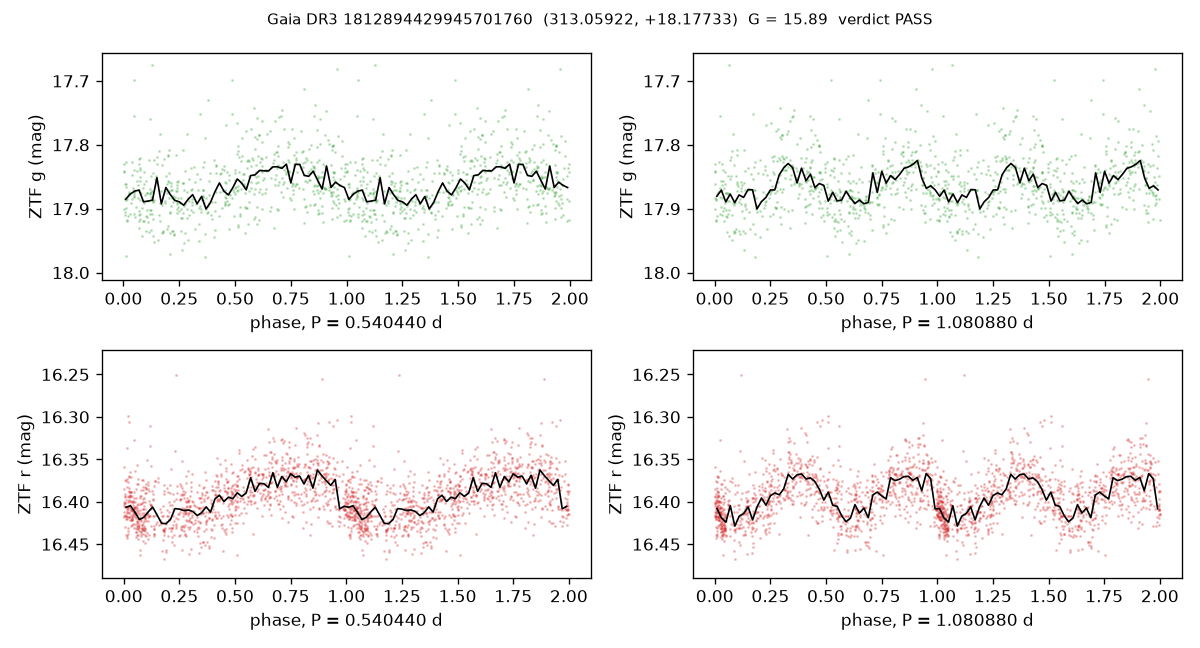 Gaia DR3 1812894429945701760  (313.05922, +18.17733)  G = 15.89  verdict PASS
ZTF g (mag)
17.7
17.8
17.9
18.0
0.00 0.25 0.50 0.75 1.00 1.25 1.50 1.75 2.00
phase, P = 0.540440 d
ZTF g (mag)
17.7
17.8
17.9
18.0
0.00 0.25 0.50 0.75 1.00 1.25 1.50 1.75 2.00
phase, P = 1.080880 d
ZTF r (mag)
16.25
16.30
16.35
16.40
16.45
0.00 0.25 0.50 0.75 1.00 1.25 1.50 1.75 2.00
phase, P = 0.540440 d
ZTF r (mag)
16.25
16.30
16.35
16.40
16.45
0.00 0.25 0.50 0.75 1.00 1.25 1.50 1.75 2.00
phase, P = 1.080880 d